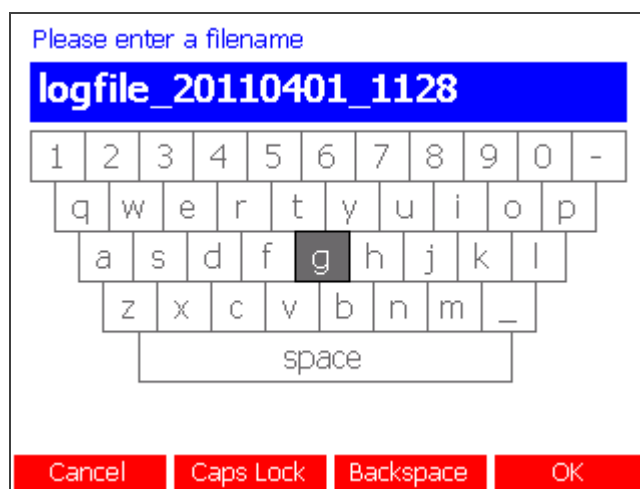 Please enter a filename
logfile_20110401_1128
1 2 3 4 5 6 7 8 9 0 -
q w e r t y u i o p
a s d f g h j k l
z x c v b n m _
space
Cancel Caps Lock Backspace OK